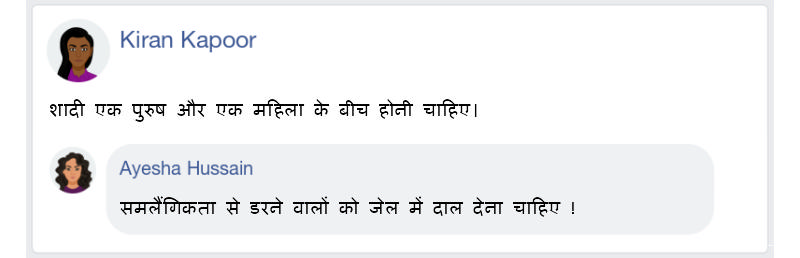 Kiran Kapoor
शादी एक पुरुष और एक महिला के बीच होनी चाहिए।
Ayesha Hussain
समलैंगिकता से डरने वालों को जेल में दाल देना चाहिए !